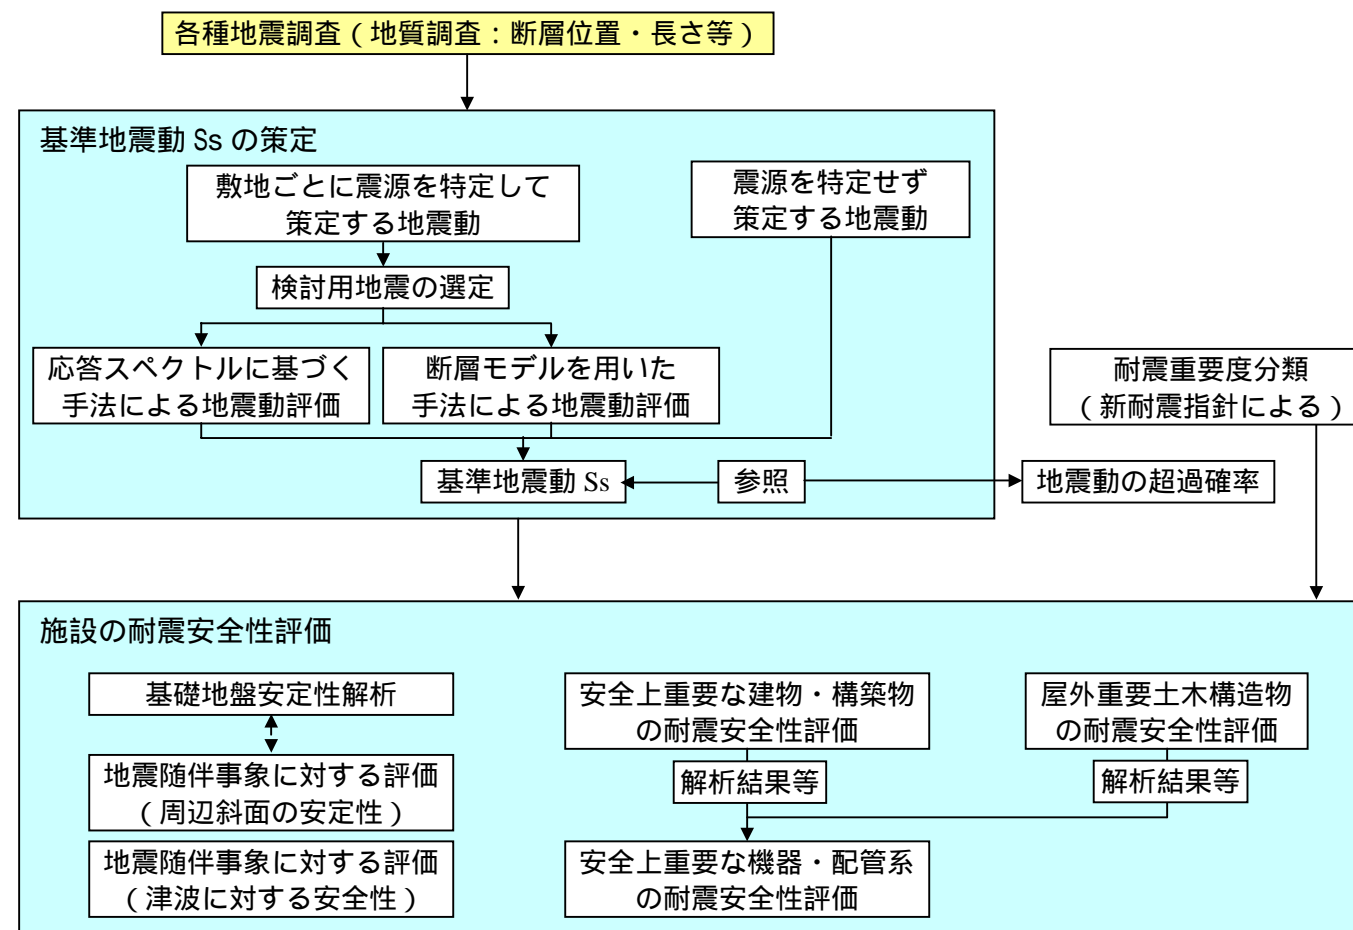 各種地震調査（地質調査：断層位置・長さ等）
基準地震動 Ss の策定
敷地ごとに震源を特定して
策定する地震動
震源を特定せず
策定する地震動
検討用地震の選定
応答スペクトルに基づく
手法による地震動評価
断層モデルを用いた
手法による地震動評価
耐震重要度分類
（新耐震指針による）
基準地震動 Ss
参照
地震動の超過確率
施設の耐震安全性評価
基礎地盤安定性解析
地震随伴事象に対する評価
（周辺斜面の安定性）
地震随伴事象に対する評価
（津波に対する安全性）
安全上重要な建物・構築物
の耐震安全性評価
解析結果等
安全上重要な機器・配管系
の耐震安全性評価
屋外重要土木構造物
の耐震安全性評価
解析結果等